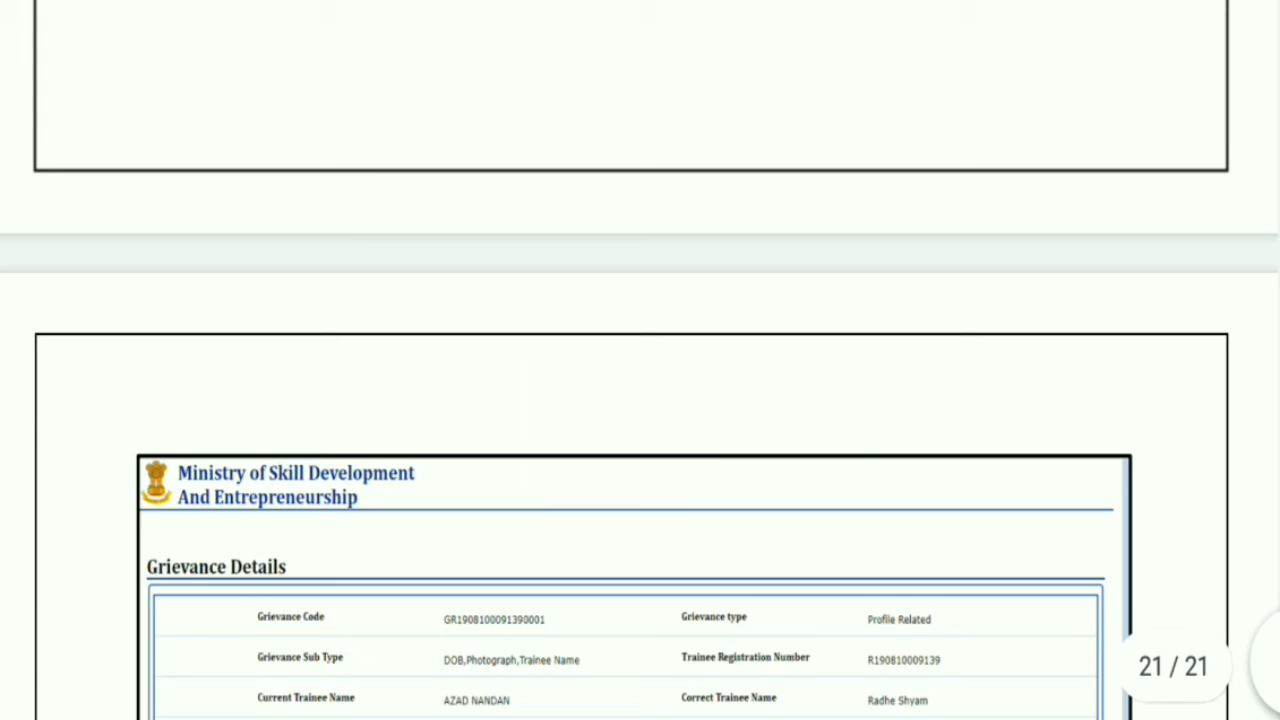 Ministry of Skill Development
And Entrepreneurship
Grievance Details
Grievance Code GR1908100091390001 Grievance type Profile Related
Grievance Sub Type DOB,Photograph,Trainee Name Trainee Registration Number R190810009139
Current Trainee Name AZAD NANDAN Correct Trainee Name Radhe Shyam
21 / 21